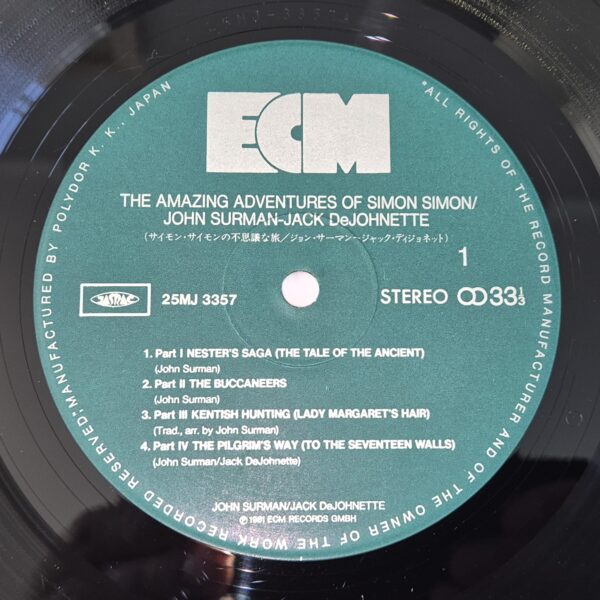 ECM
THE AMAZING ADVENTURES OF SIMON SIMON/
JOHN SURMAN-JACK DeJOHNETTE
(サイモン・サイモンの不思議な旅/ジョン・サーマン―ジャック・ディジョネット)
1
JASRAC
25MJ 3357
STEREO 33⅓
1. Part I NESTER'S SAGA (THE TALE OF THE ANCIENT)
(John Surman)
2. Part II THE BUCCANEERS
(John Surman)
3. Part III KENTISH HUNTING (LADY MARGARET'S HAIR)
(Trad., arr. by John Surman)
4. Part IV THE PILGRIM'S WAY (TO THE SEVENTEEN WALLS)
(John Surman/Jack DeJohnette)
JOHN SURMAN/JACK DeJOHNETTE
Ⓟ1981 ECM RECORDS GMBH
*ALL RIGHTS OF THE RECORD MANUFACTURER AND OF THE OWNER OF THE WORK RECORDED RESERVED: MANUFACTURED BY POLYDOR K. K., JAPAN